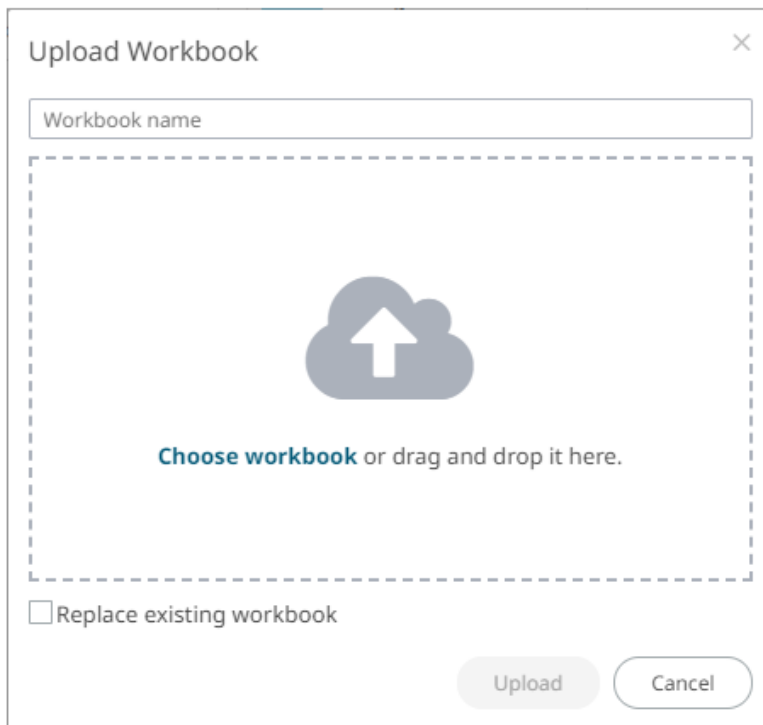 Upload Workbook
Workbook name
Choose workbook or drag and drop it here.
Replace existing workbook
Upload Cancel